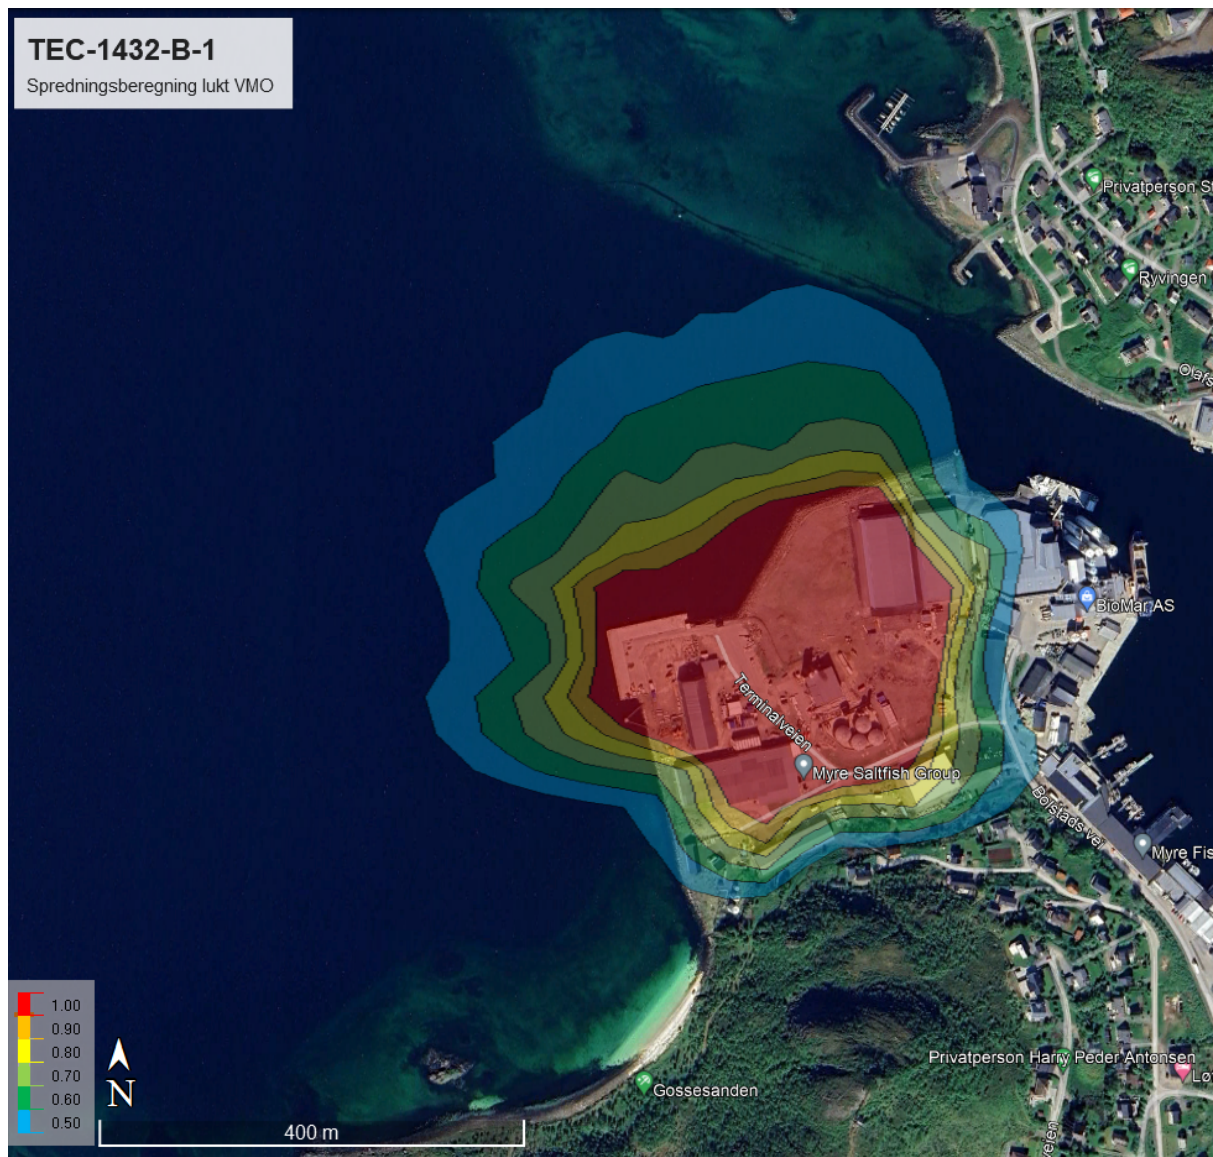 TEC-1432-B-1
Spredningsberegning lukt VMO
Privatperson St
Ryvingen
Olafs
BioMar AS
Terminalveien
Myre Saltfish Group
Bolstads vei
Myre Fis
Privatperson Harry Peder Antonsen
Lø
Gossesanden
veien
1.00
0.90
0.80
0.70
0.60
0.50
N
400 m